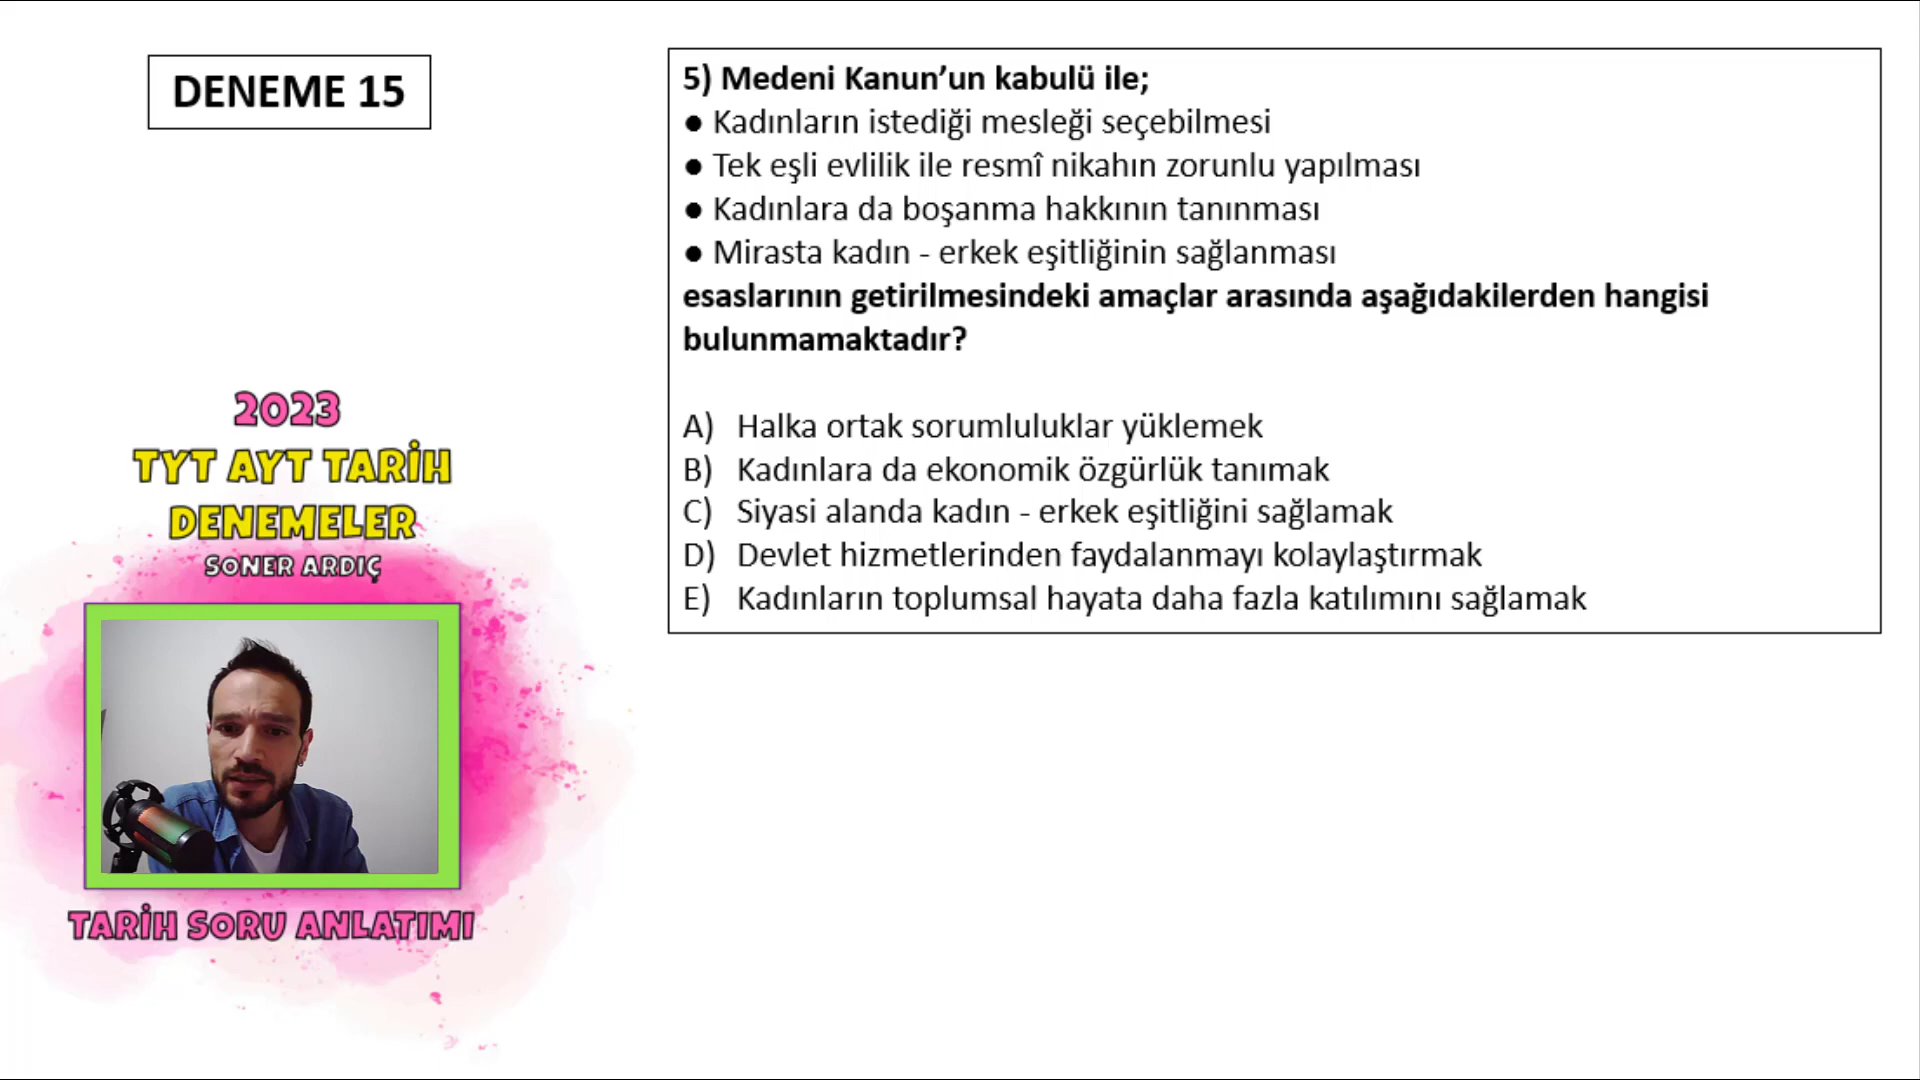 DENEME 15
5) Medeni Kanun’un kabulü ile;
● Kadınların istediği mesleği seçebilmesi
● Tek eşli evlilik ile resmî nikahın zorunlu yapılması
● Kadınlara da boşanma hakkının tanınması
● Mirasta kadın - erkek eşitliğinin sağlanması
esaslarının getirilmesindeki amaçlar arasında aşağıdakilerden hangisi
bulunmamaktadır?
A) Halka ortak sorumluluklar yüklemek
B) Kadınlara da ekonomik özgürlük tanımak
C) Siyasi alanda kadın - erkek eşitliğini sağlamak
D) Devlet hizmetlerinden faydalanmayı kolaylaştırmak
E) Kadınların toplumsal hayata daha fazla katılımını sağlamak
2023
TYT AYT TARİH
DENEMELER
SONER ARDIÇ
TARİH SORU ANLATIMI